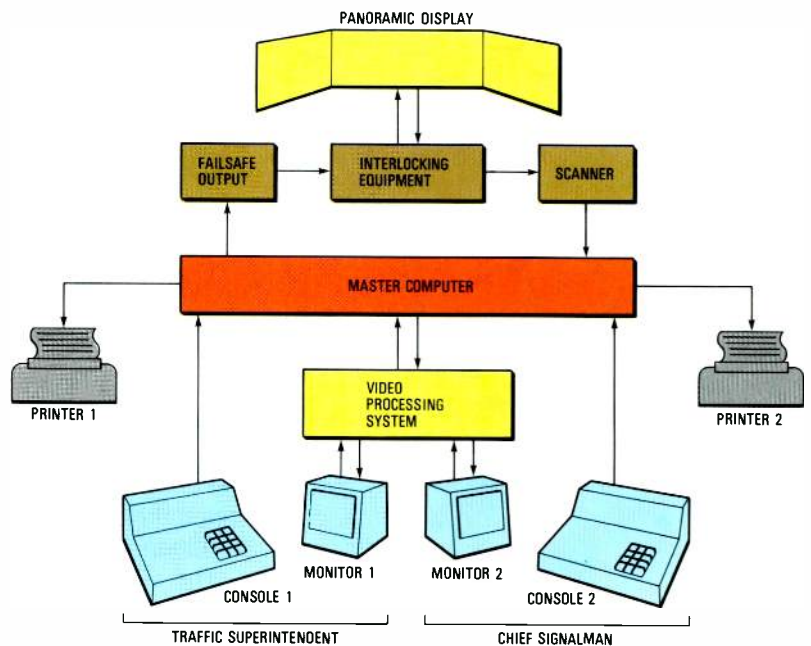 PANORAMIC DISPLAY
FAILSAFE
OUTPUT
INTERLOCKING
EQUIPMENT
SCANNER
MASTER COMPUTER
PRINTER 1
VIDEO
PROCESSING
SYSTEM
PRINTER 2
MONITOR 1
MONITOR 2
CONSOLE 1
CONSOLE 2
TRAFFIC SUPERINTENDENT
CHIEF SIGNALMAN